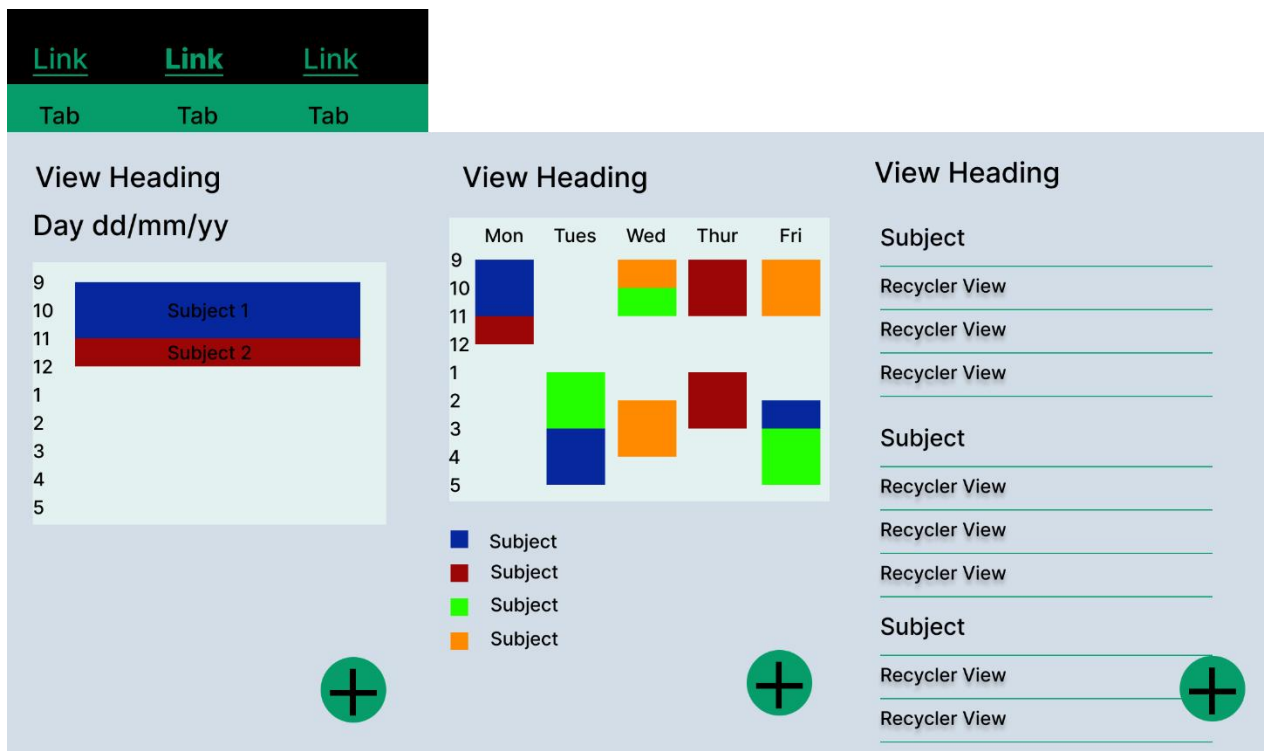 Link Link Link
Tab Tab Tab
View Heading
Day dd/mm/yy
9
10 Subject 1
11
Subject 2
12
1
2
3
4
5
View Heading
Mon Tues Wed Thur Fri
9
10
11
12
1
2
3
4
5
Subject
Subject
Subject
Subject
View Heading
Subject
Recycler View
Recycler View
Recycler View
Subject
Recycler View
Recycler View
Recycler View
Subject
Recycler View
Recycler View